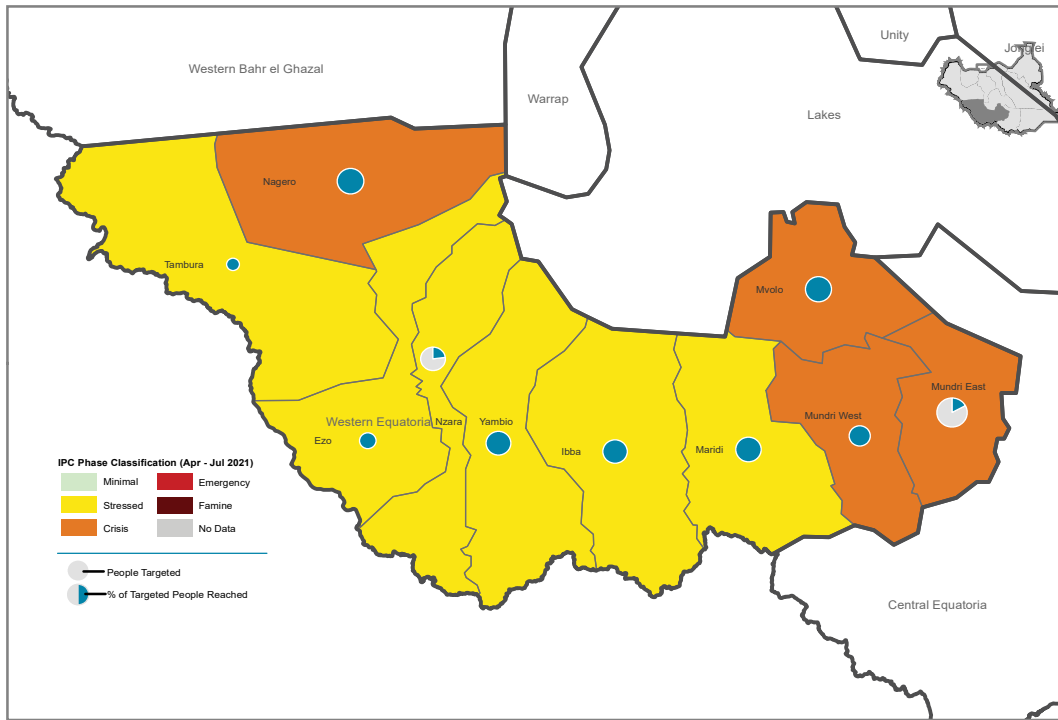 Unity
Jonglei
Western Bahr el Ghazal
Warrap
Lakes
Nagero
Tambura
Mvolo
Mundri East
Western Equatoria
Nzara
Yambio
Mundri West
Ezo
Ibba
Maridi
IPC Phase Classification (Apr - Jul 2021)
Minimal
Emergency
Stressed
Famine
Crisis
No Data
People Targeted
% of Targeted People Reached
Central Equatoria